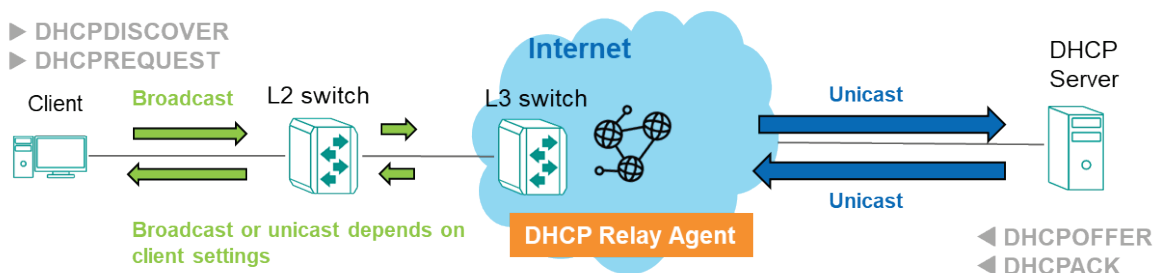 ▶ DHCPDISCOVER
▶ DHCPREQUEST
Client
Broadcast
L2 switch
L3 switch
Internet
Unicast
DHCP
Server
Broadcast or unicast depends on
client settings
DHCP Relay Agent
Unicast
◀ DHCPOFFER
◀ DHCPACK